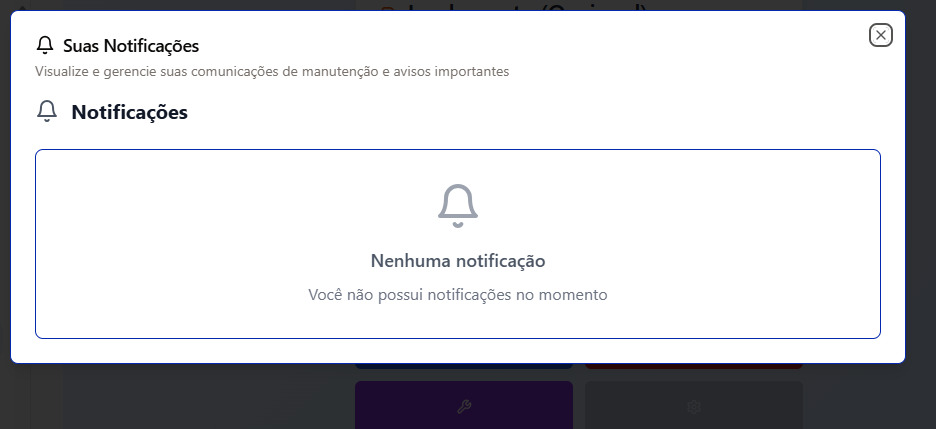 Suas Notificações
Visualize e gerencie suas comunicações de manutenção e avisos importantes
Notificações
Nenhuma notificação
Você não possui notificações no momento